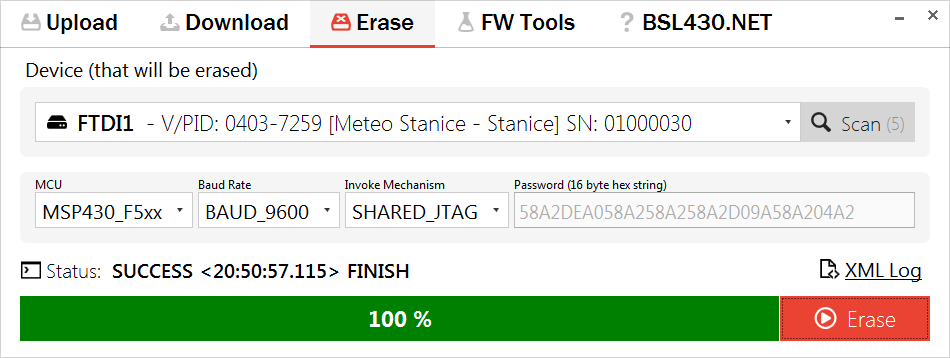 Upload Download Erase FW Tools ? BSL430.NET
Device (that will be erased)
FTDI1 - V/PID: 0403-7259 [Meteo Stanice - Stanice] SN: 01000030 Scan (5)
MCU Baud Rate Invoke Mechanism Password (16 byte hex string)
MSP430_F5xx BAUD_9600 SHARED_JTAG 58A2DEA058A258A258A2D09A58A204A2
Status: SUCCESS <20:50:57.115> FINISH XML Log
100 % Erase